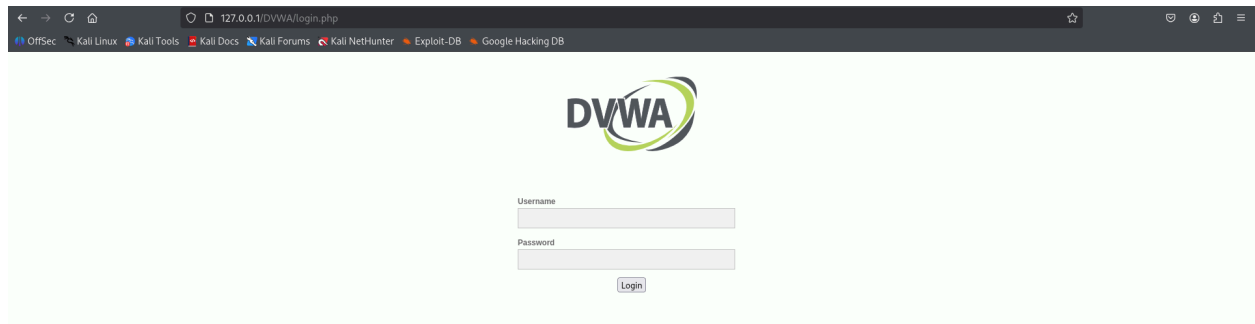 127.0.0.1/DVWA/login.php
OffSec Kali Linux Kali Tools Kali Docs Kali Forums Kali NetHunter Exploit-DB Google Hacking DB
DVWA
Username
Password
Login